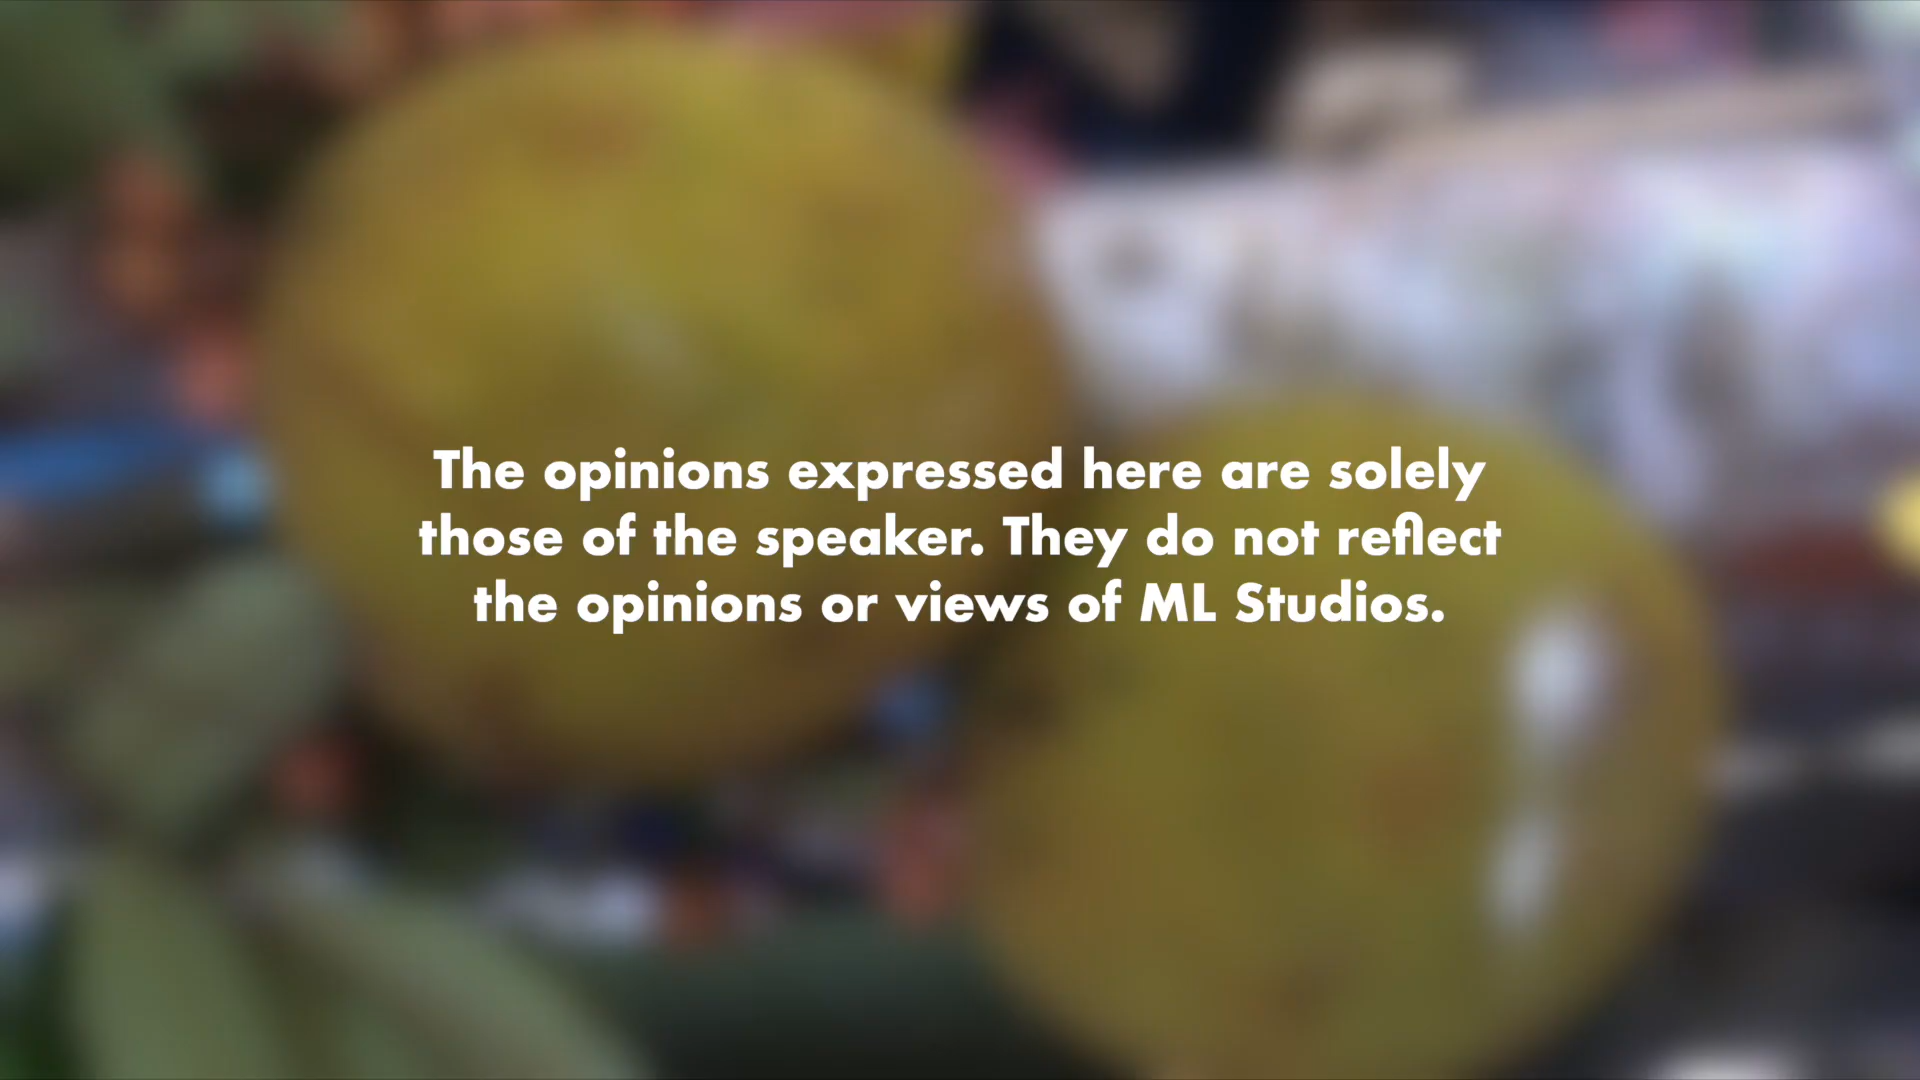 The opinions expressed here are solely
those of the speaker. They do not reflect
the opinions or views of ML Studios.